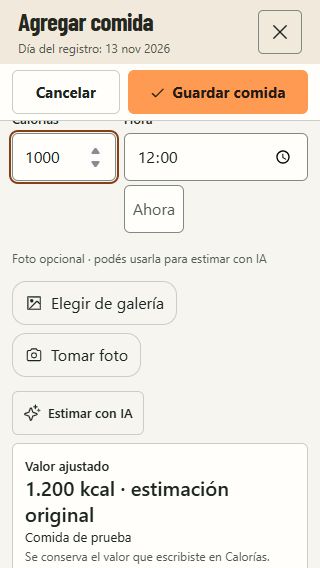 Agregar comida
Día del registro: 13 nov 2026
Cancelar
Guardar comida
Calorías
Hora
1000
12:00
Ahora
Foto opcional · podés usarla para estimar con IA
Elegir de galería
Tomar foto
Estimar con IA
Valor ajustado
1.200 kcal · estimación
original
Comida de prueba
Se conserva el valor que escribiste en Calorías.